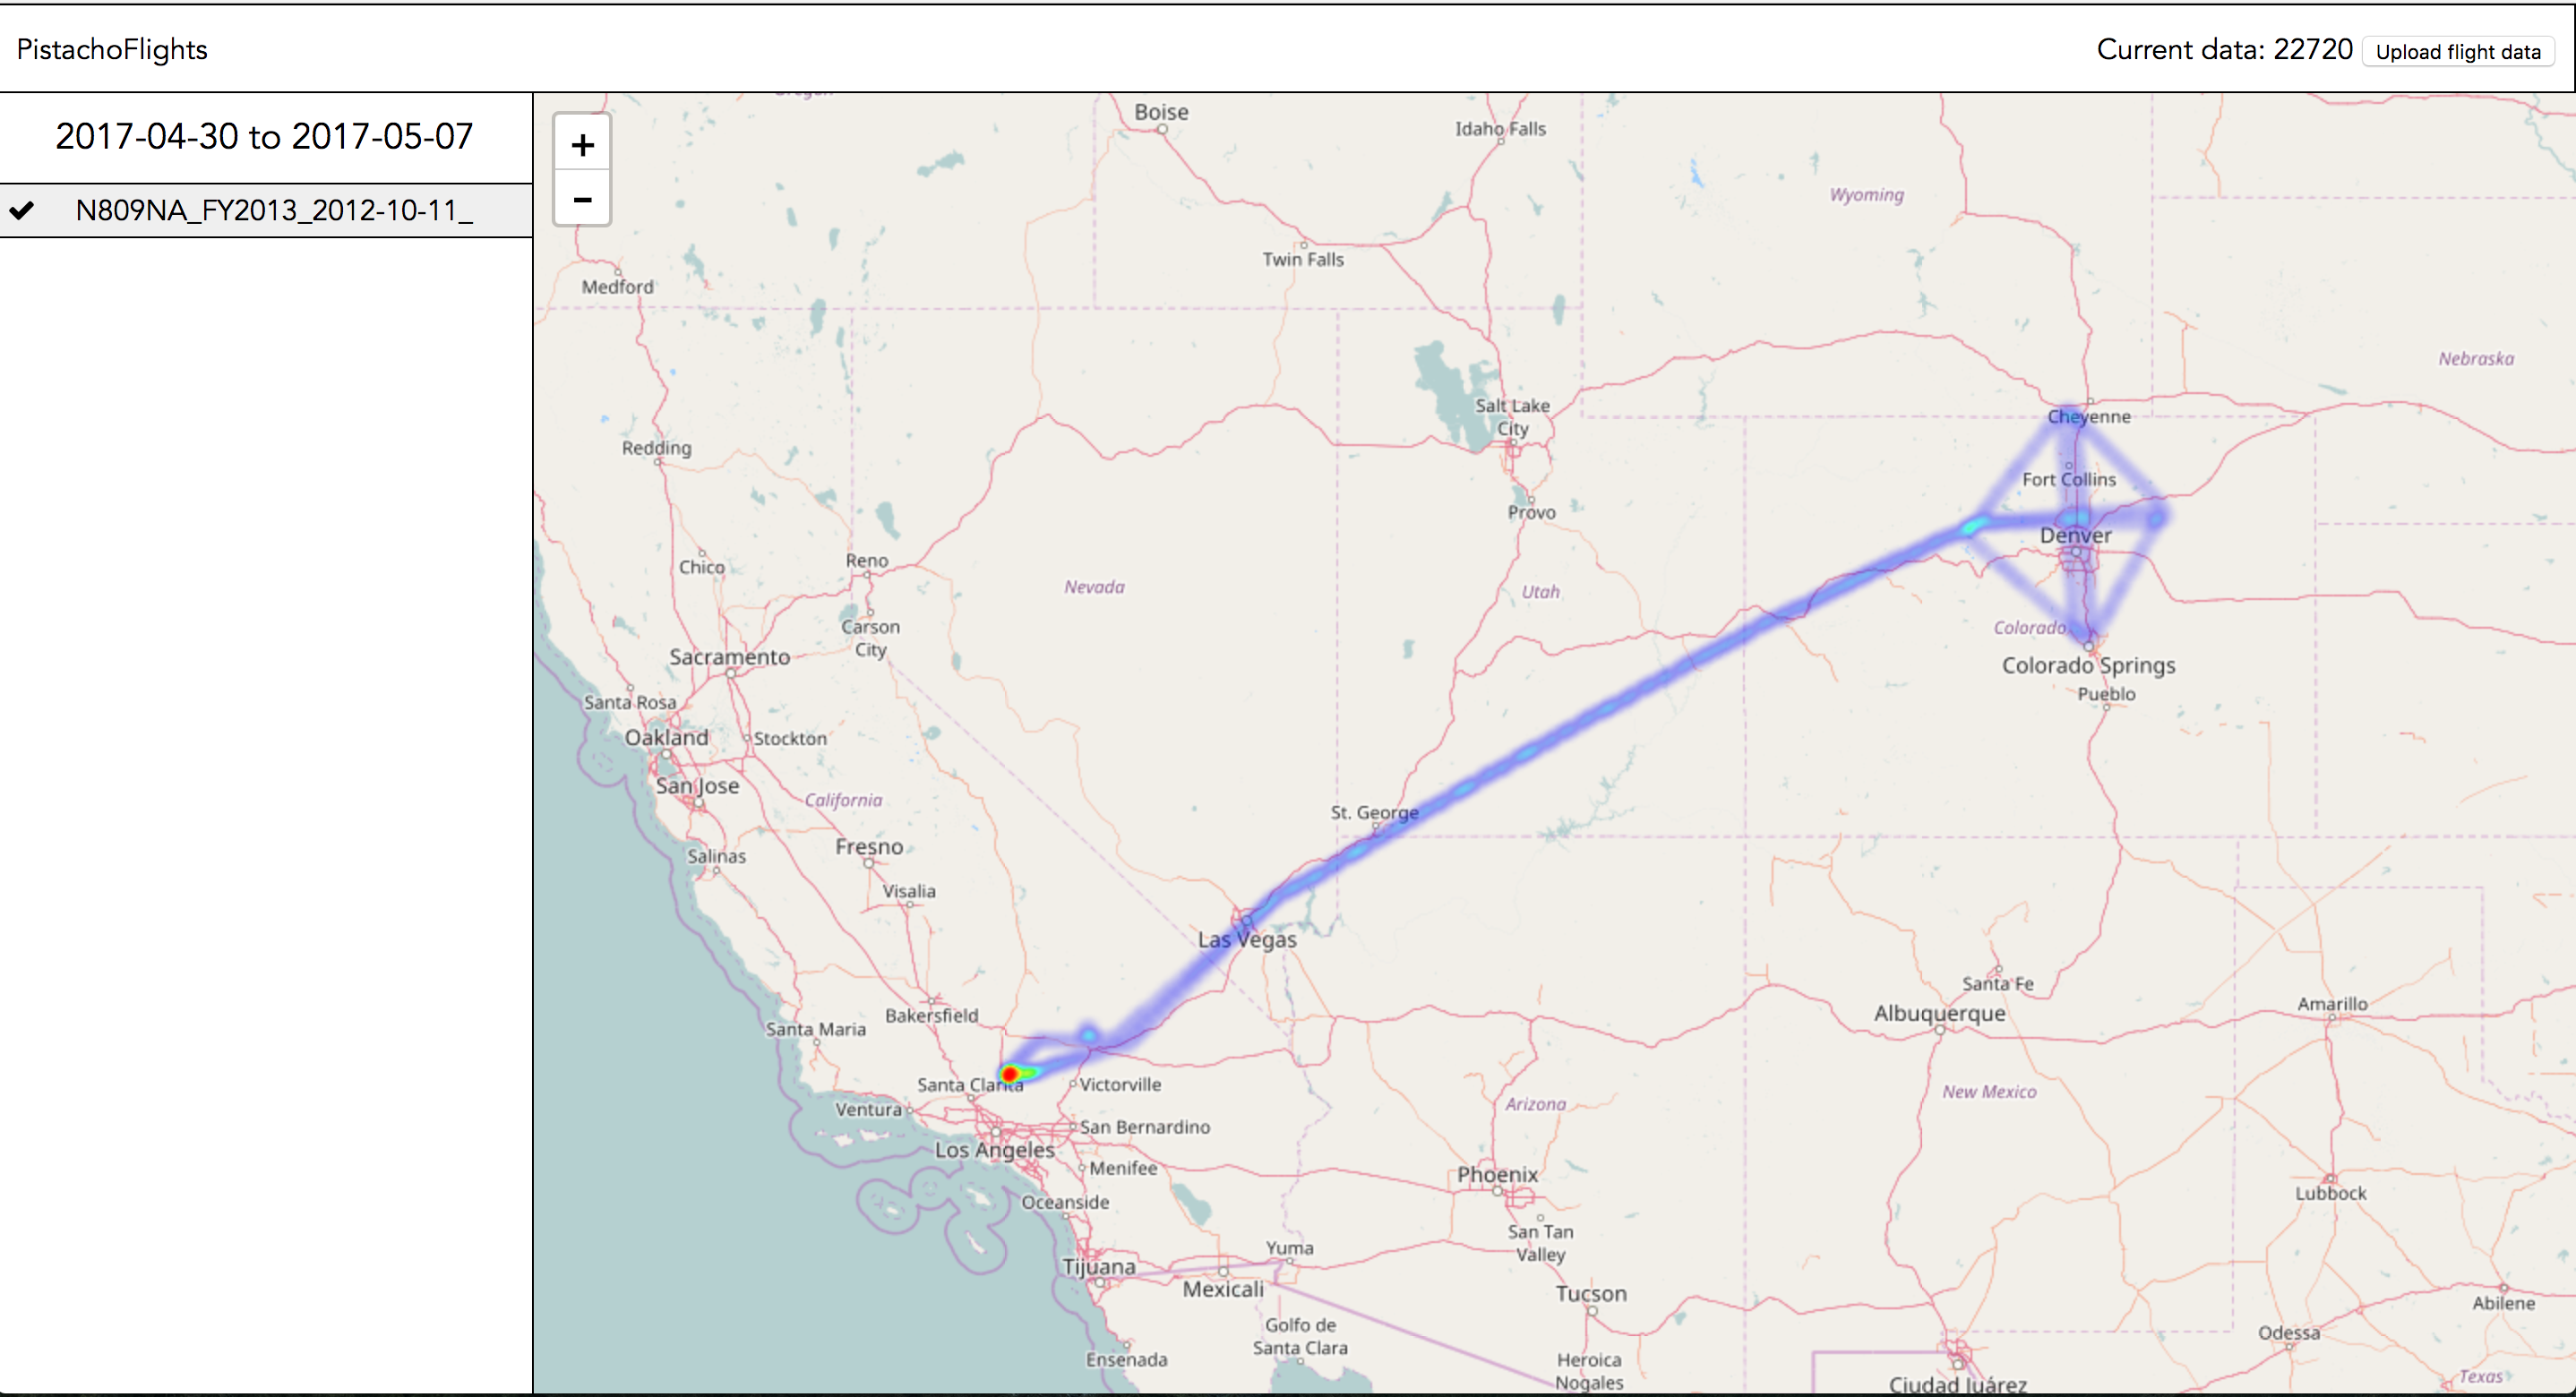 PistachoFlights
Current data: 22720
Upload flight data
2017-04-30 to 2017-05-07
N809NA_FY2013_2012-10-11_
+
-
Oregon
Boise
Idaho Falls
Wyoming
Twin Falls
Medford
Nebraska
Salt Lake
City
Cheyenne
Redding
Fort Collins
Provo
Denver
Chico
Reno
Nevada
Utah
Carson
City
Colorado
Sacramento
Colorado Springs
Pueblo
Santa Rosa
Oakland
Stockton
San Jose
California
St. George
Fresno
Salinas
Visalia
Las Vegas
Santa Fe
Albuquerque
Amarillo
Bakersfield
Santa Maria
Santa Clarita
Victorville
New Mexico
Arizona
Ventura
San Bernardino
Los Angeles
Menifee
Phoenix
Lubbock
Oceanside
San Tan
Valley
Yuma
Tijuana
Mexicali
Tucson
Abilene
Golfo de
Santa Clara
Odessa
Ensenada
Heroica
Nogales
Texas
Ciudad Juárez